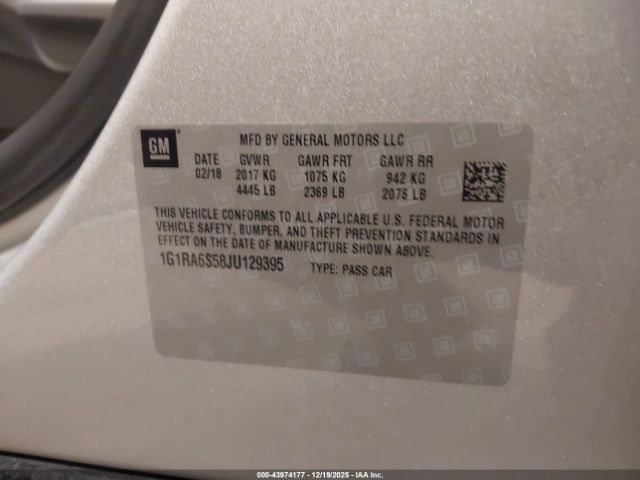 GM
MFD BY GENERAL MOTORS LLC
DATE GVWR GAWR FRT GAWR RR
02/18 2017 KG 1075 KG 942 KG
4445 LB 2369 LB 2076 LB
THIS VEHICLE CONFORMS TO ALL APPLICABLE U.S. FEDERAL MOTOR
VEHICLE SAFETY, BUMPER, AND THEFT PREVENTION STANDARDS IN
EFFECT ON THE DATE OF MANUFACTURE SHOWN ABOVE.
1G1RA6S58JU129395 TYPE: PASS CAR
000-43974177 - 12/19/2025 - IAA Inc.